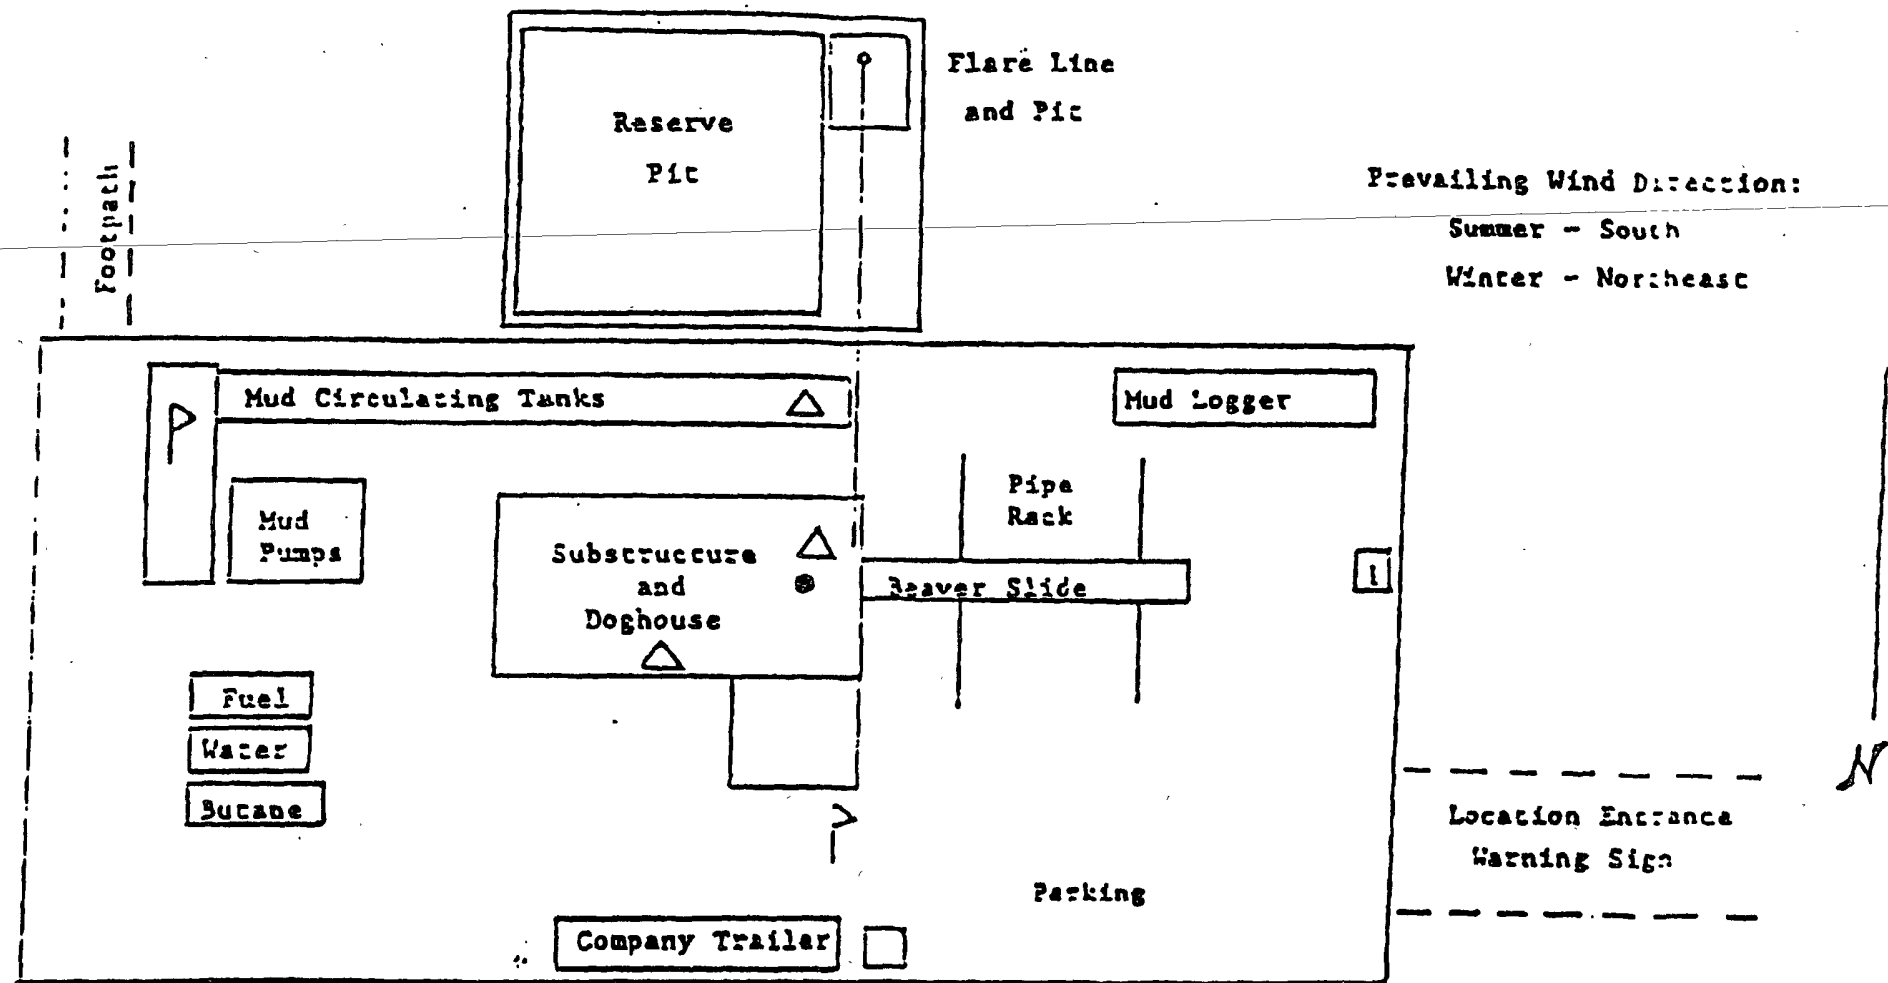 Flare Line
and Pit
Reserve
Pit
Footpath
Prevailing Wind Direction:
Summer - South
Winter - Northeast
Mud Circulating Tanks
Mud Logger
Pipe
Rack
Mud
Pumps
Substructure
and
Doghouse
Beaver Slide
1
Fuel
Water
Butane
N
Location Entrance
Warning Sign
Parking
Company Trailer